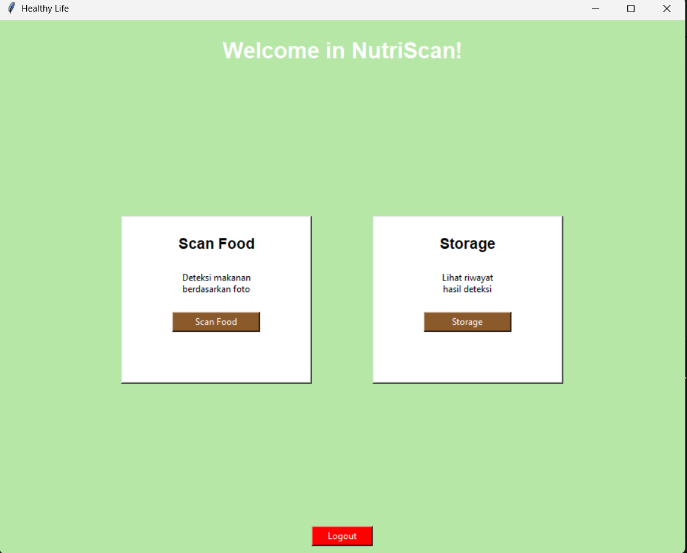 Healthy Life
Welcome in NutriScan!
Scan Food
Deteksi makanan
berdasarkan foto
Scan Food
Storage
Lihat riwayat
hasil deteksi
Storage
Logout